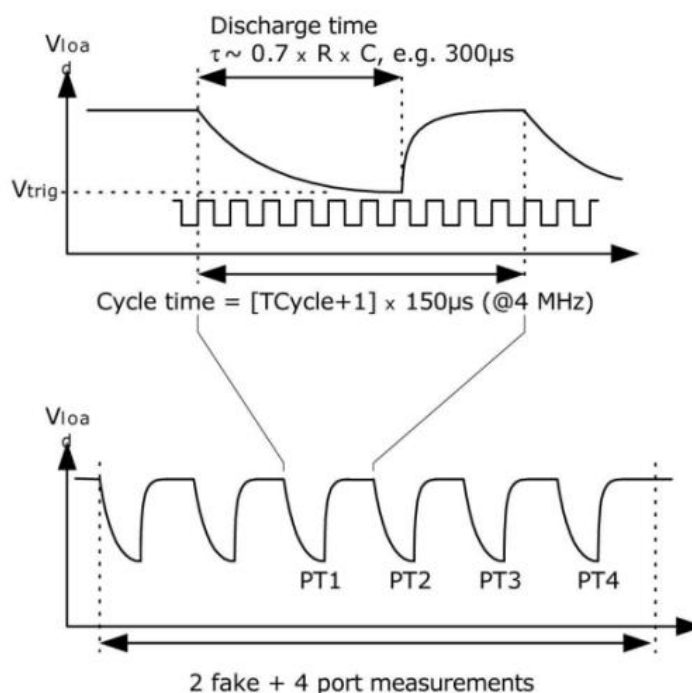 Discharge time
Vloa
d
τ~ 0.7 x R x C, e.g. 300µs
Vtrig
Cycle time = [TCycle+1] x 150µs (@4 MHz)
Vloa
d
PT1 PT2 PT3 PT4
2 fake + 4 port measurements